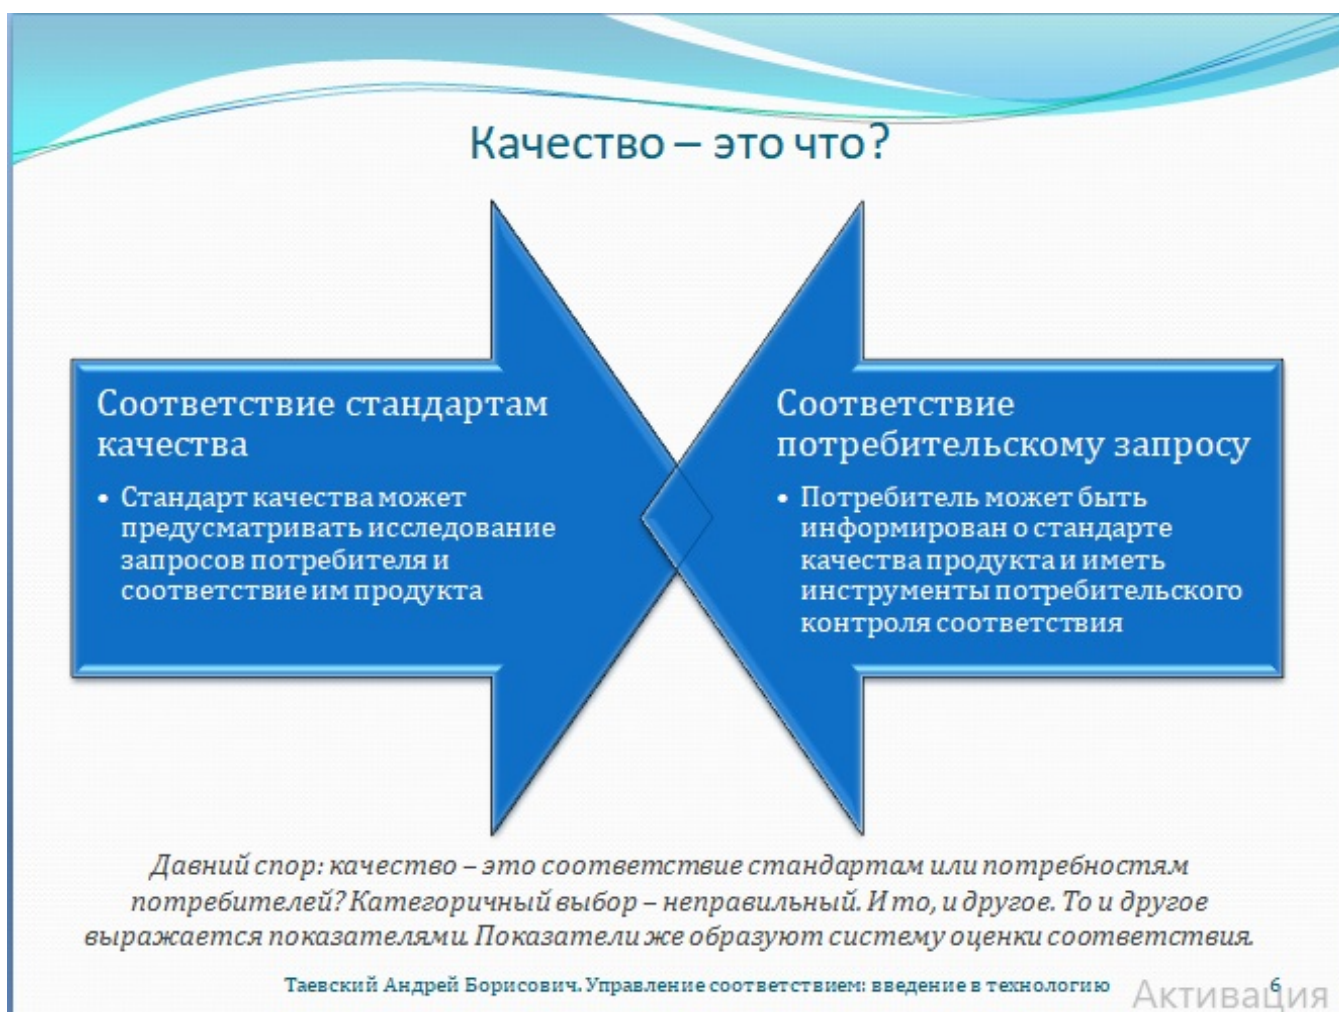 Качество – это что?
Соответствие стандартам
качества
• Стандарт качества может
предусматривать исследование
запросов потребителя и
соответствие им продукта
Соответствие
потребительскому запросу
• Потребитель может быть
информирован о стандарте
качества продукта и иметь
инструменты потребительского
контроля соответствия
Давний спор: качество – это соответствие стандартам или потребностям
потребителей? Категоричный выбор – неправильный. И то, и другое. То и другое
выражается показателями. Показатели же образуют систему оценки соответствия.
Таевский Андрей Борисович. Управление соответствием: введение в технологию
6
Активация